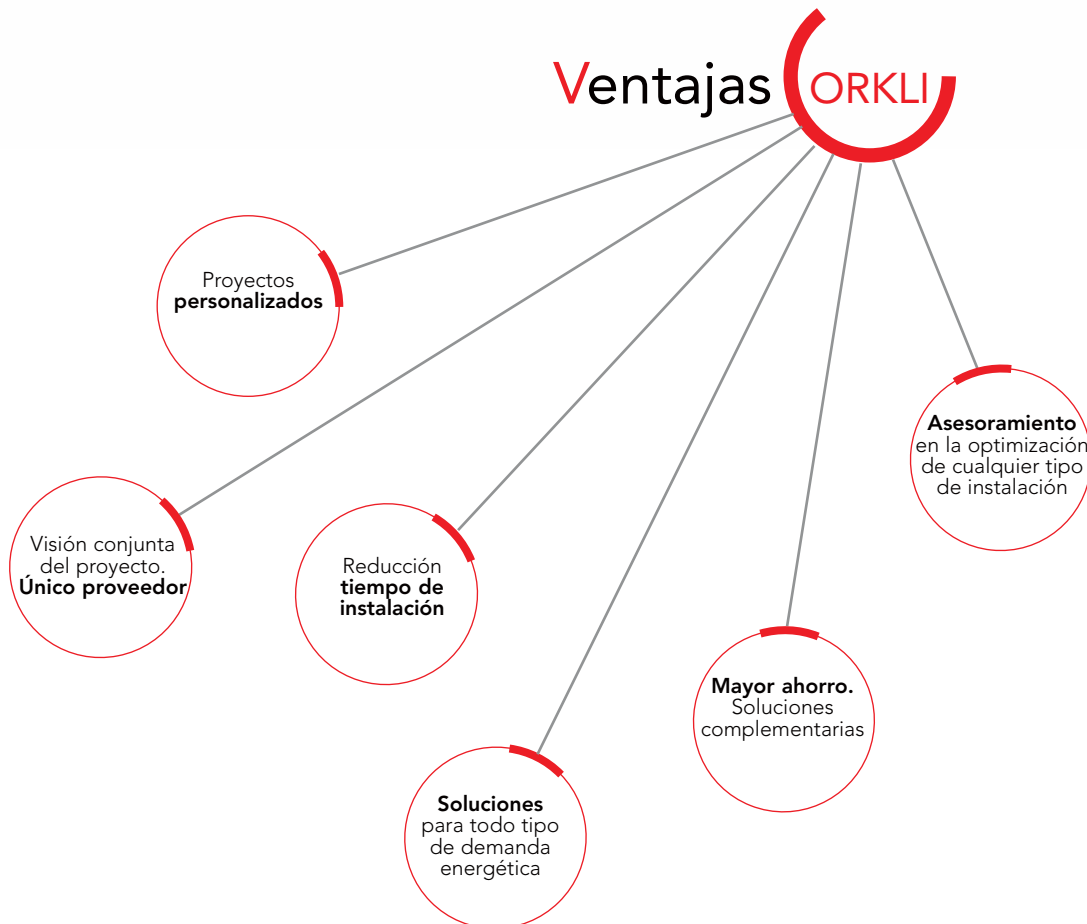 Ventajas ORKLI
Proyectos
personalizados
Visión conjunta
del proyecto.
Único proveedor
Reducción
tiempo de
instalación
Soluciones
para todo tipo
de demanda
energética
Mayor ahorro.
Soluciones
complementarias
Asesoramiento
en la optimización
de cualquier tipo
de instalación